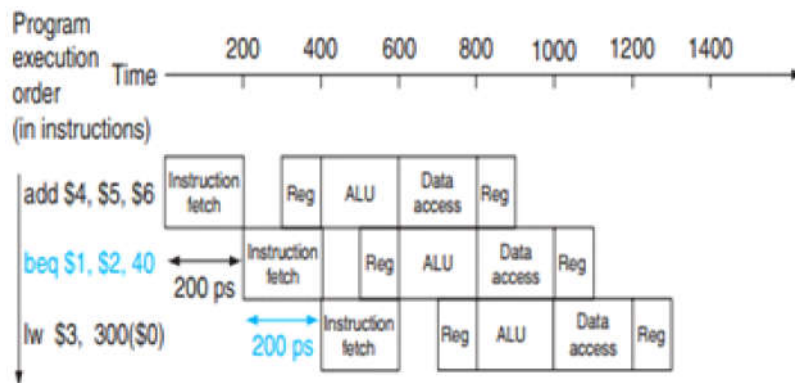 Program
execution
order
(in instructions)
Time
200 400 600 800 1000 1200 1400
add $4, $5, $6
Instruction
fetch
Reg
ALU
Data
access
Reg
beq $1, $2, 40
200 ps
Instruction
fetch
Reg
ALU
Data
access
Reg
lw $3, 300($0)
200 ps
Instruction
fetch
Reg
ALU
Data
access
Reg